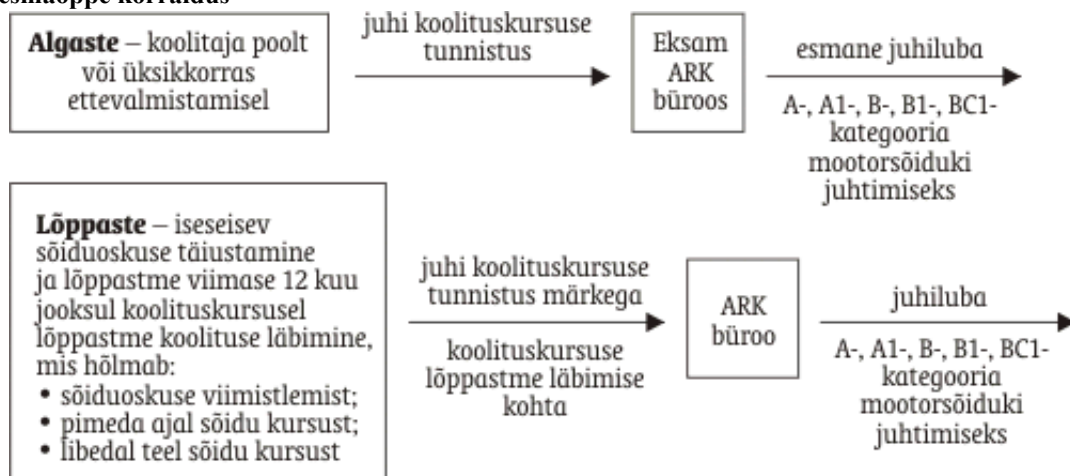 esmaõppe korraldus
Algaste – koolitaja poolt
või üksikkorras
ettevalmistamisel
juhi koolituskursuse
tunnistus
Eksam
ARK
büroos
esmane juhiluba
A-, A1-, B-, B1-, BC1-
kategooria
mootorsõiduki
juhtimiseks
Lõppaste – iseseisev
sõiduoskuse täiustamine
ja lõppastme viimase 12 kuu
jooksul koolituskursusel
lõppastme koolituse läbimine,
mis hõlmab:
• sõiduoskuse viimistlemist;
• pimeda ajal sõidu kursust;
• libedal teel sõidu kursust
juhi koolituskursuse
tunnistus märkega
koolituskursuse
lõppastme läbimise
kohta
ARK
büroo
juhiluba
A-, A1-, B-, B1-, BC1-
kategooria
mootorsõiduki
juhtimiseks